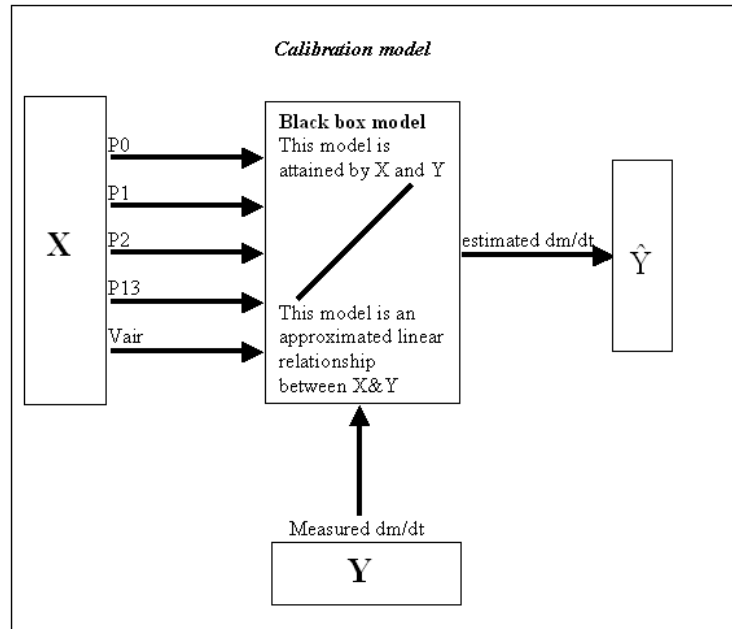 Calibration model
X
P0
P1
P2
P13
Vair
Black box model
This model is
attained by X and Y
This model is an
approximated linear
relationship
between X&Y
estimated dm/dt
Ŷ
Measured dm/dt
Y